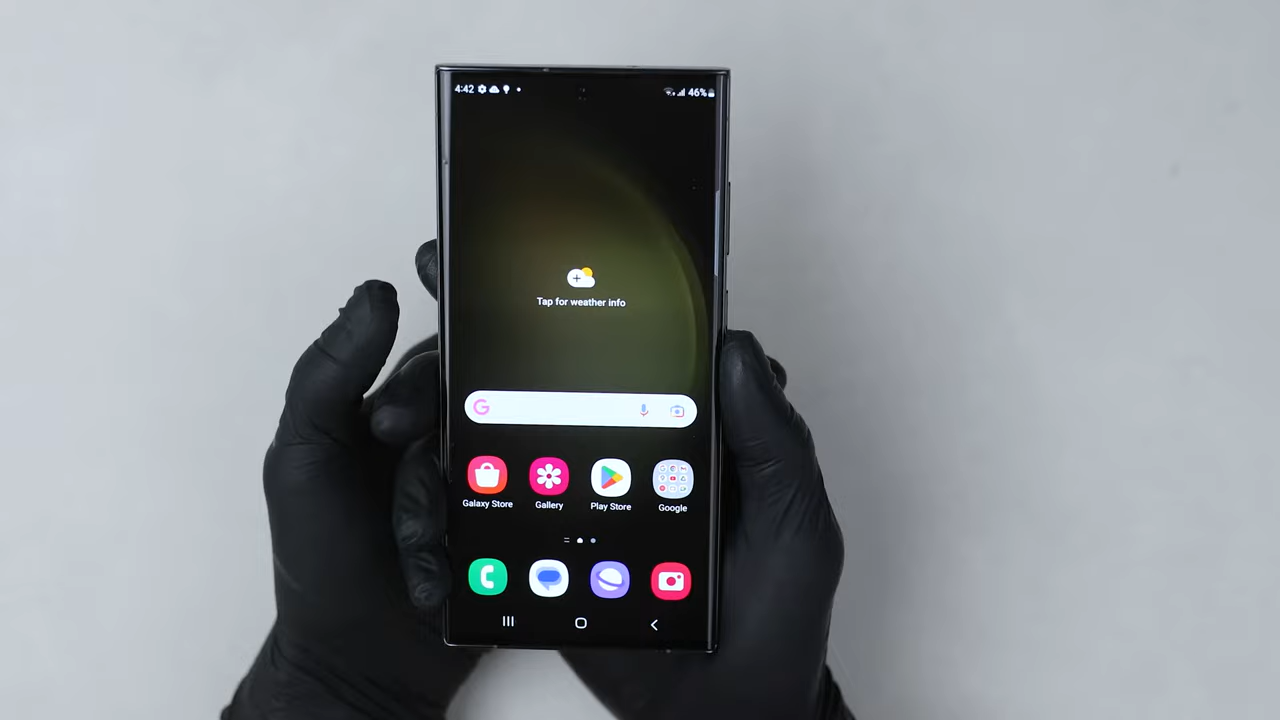 4:42
46%
Tap for weather info
G
Galaxy Store
Gallery
Play Store
Google